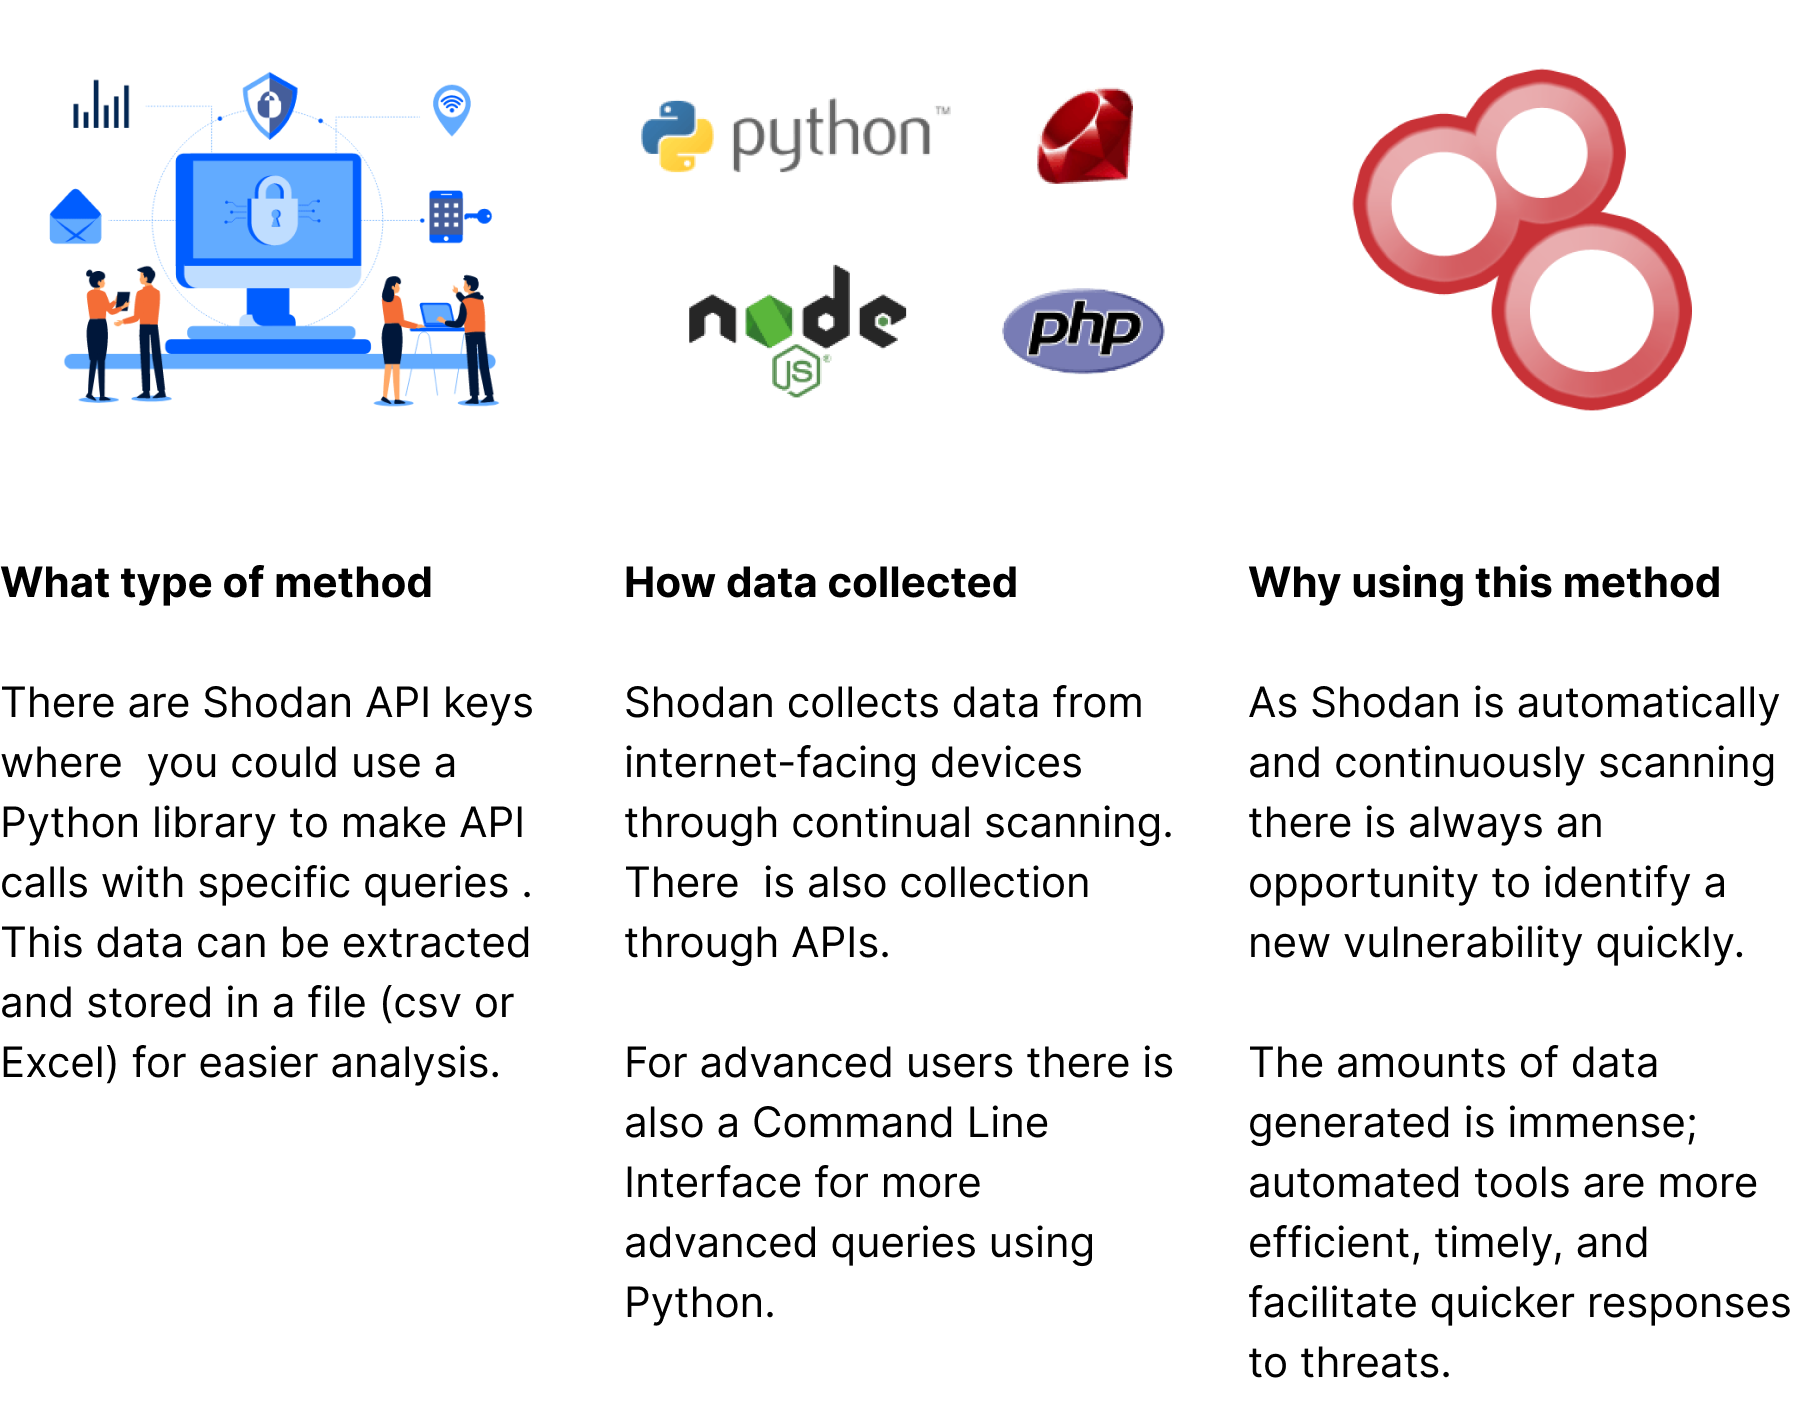 python™
node
JS®
php
What type of method
There are Shodan API keys
where  you could use a
Python library to make API
calls with specific queries .
This data can be extracted
and stored in a file (csv or
Excel) for easier analysis.
How data collected
Shodan collects data from
internet-facing devices
through continual scanning.
There  is also collection
through APIs.
For advanced users there is
also a Command Line
Interface for more
advanced queries using
Python.
Why using this method
As Shodan is automatically
and continuously scanning
there is always an
opportunity to identify a
new vulnerability quickly.
The amounts of data
generated is immense;
automated tools are more
efficient, timely, and
facilitate quicker responses
to threats.